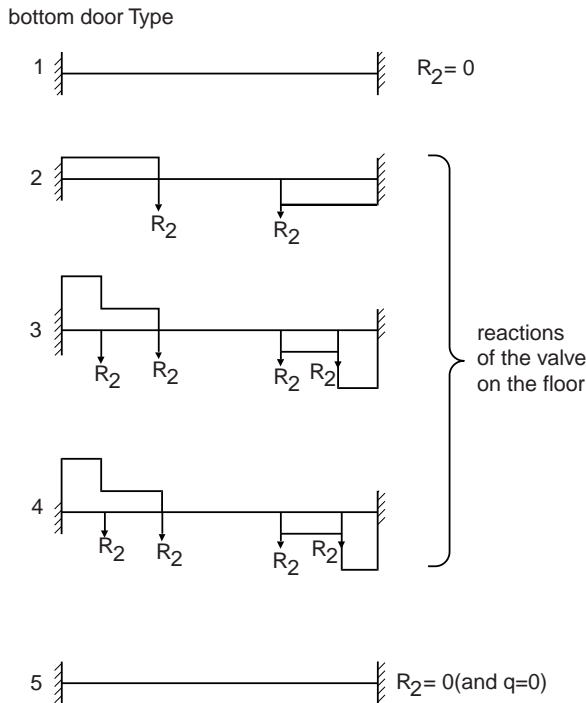 bottom door Type
1
R2= 0
2
R2
R2
3
R2
R2
R2
R2
reactions
of the valve
on the floor
4
R2
R2
R2
R2
5
R2= 0(and q=0)